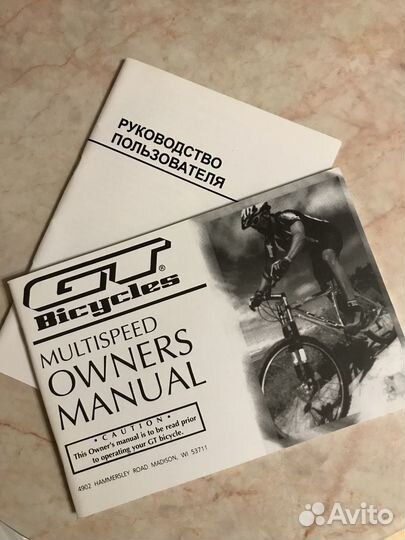 РУКОВОДСТВО
ПОЛЬЗОВАТЕЛЯ
GT®
Bicycles
MULTISPEED
OWNERS
MANUAL
• CAUTION •
This Owner's manual is to be read prior
to operating your GT bicycle.
4902 HAMMERSLEY ROAD MADISON, WI 53711
Avito